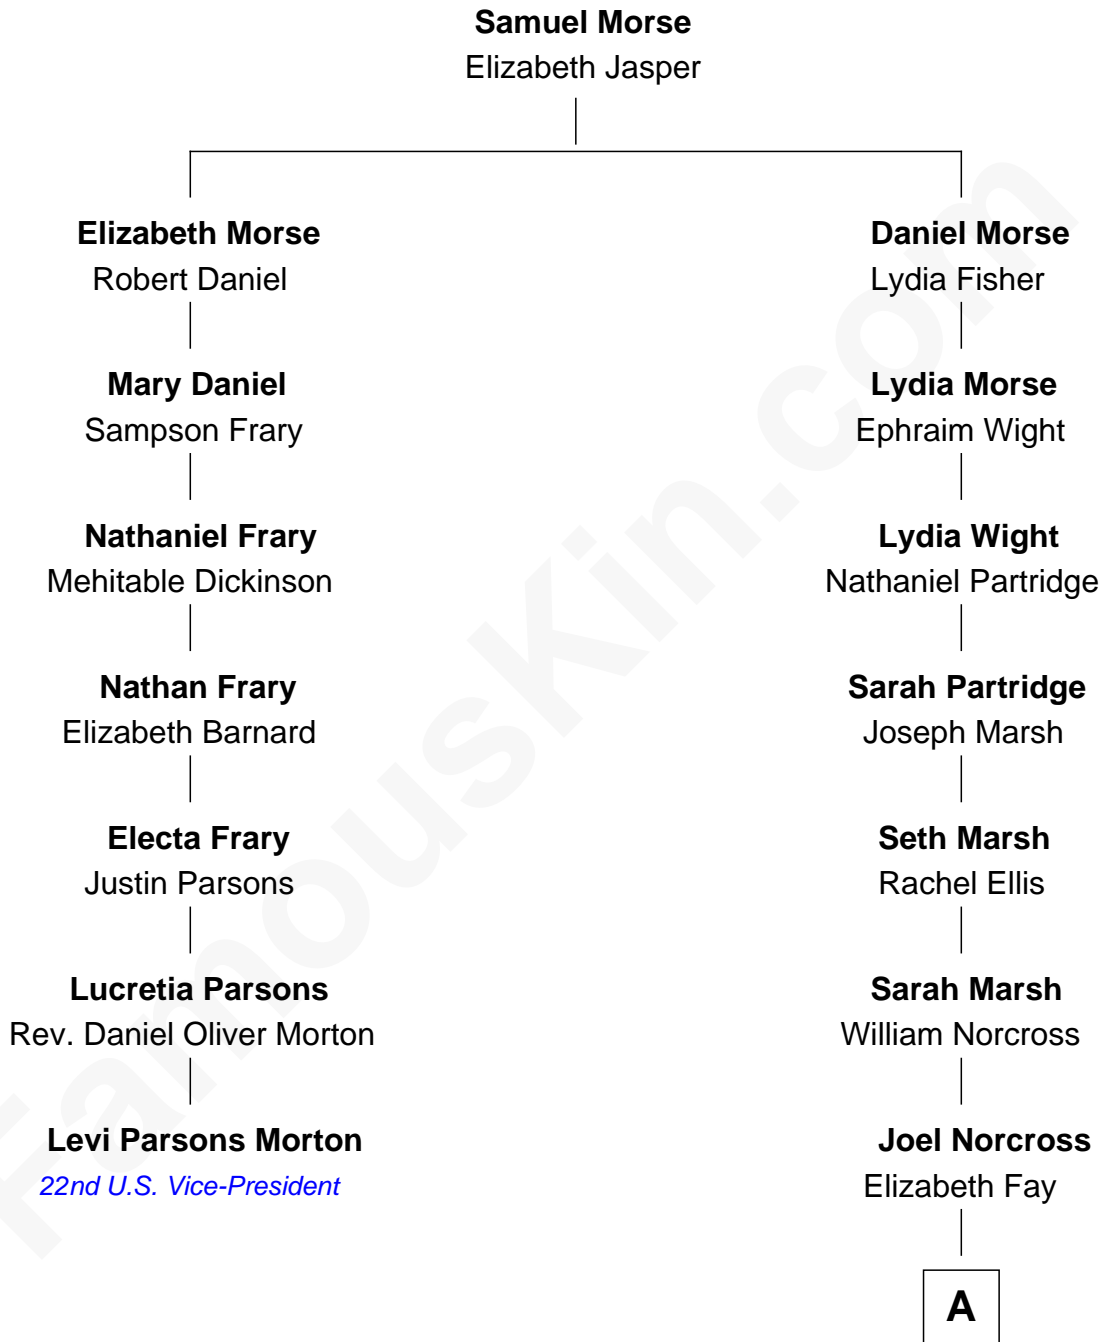 Samuel Morse
Elizabeth Jasper
Elizabeth Morse
Robert Daniel
Mary Daniel
Sampson Frary
Nathaniel Frary
Mehitable Dickinson
Nathan Frary
Elizabeth Barnard
Electa Frary
Justin Parsons
Lucretia Parsons
Rev. Daniel Oliver Morton
Levi Parsons Morton
22nd U.S. Vice-President
Daniel Morse
Lydia Fisher
Lydia Morse
Ephraim Wight
Lydia Wight
Nathaniel Partridge
Sarah Partridge
Joseph Marsh
Seth Marsh
Rachel Ellis
Sarah Marsh
William Norcross
Joel Norcross
Elizabeth Fay
A
FamousKin.com